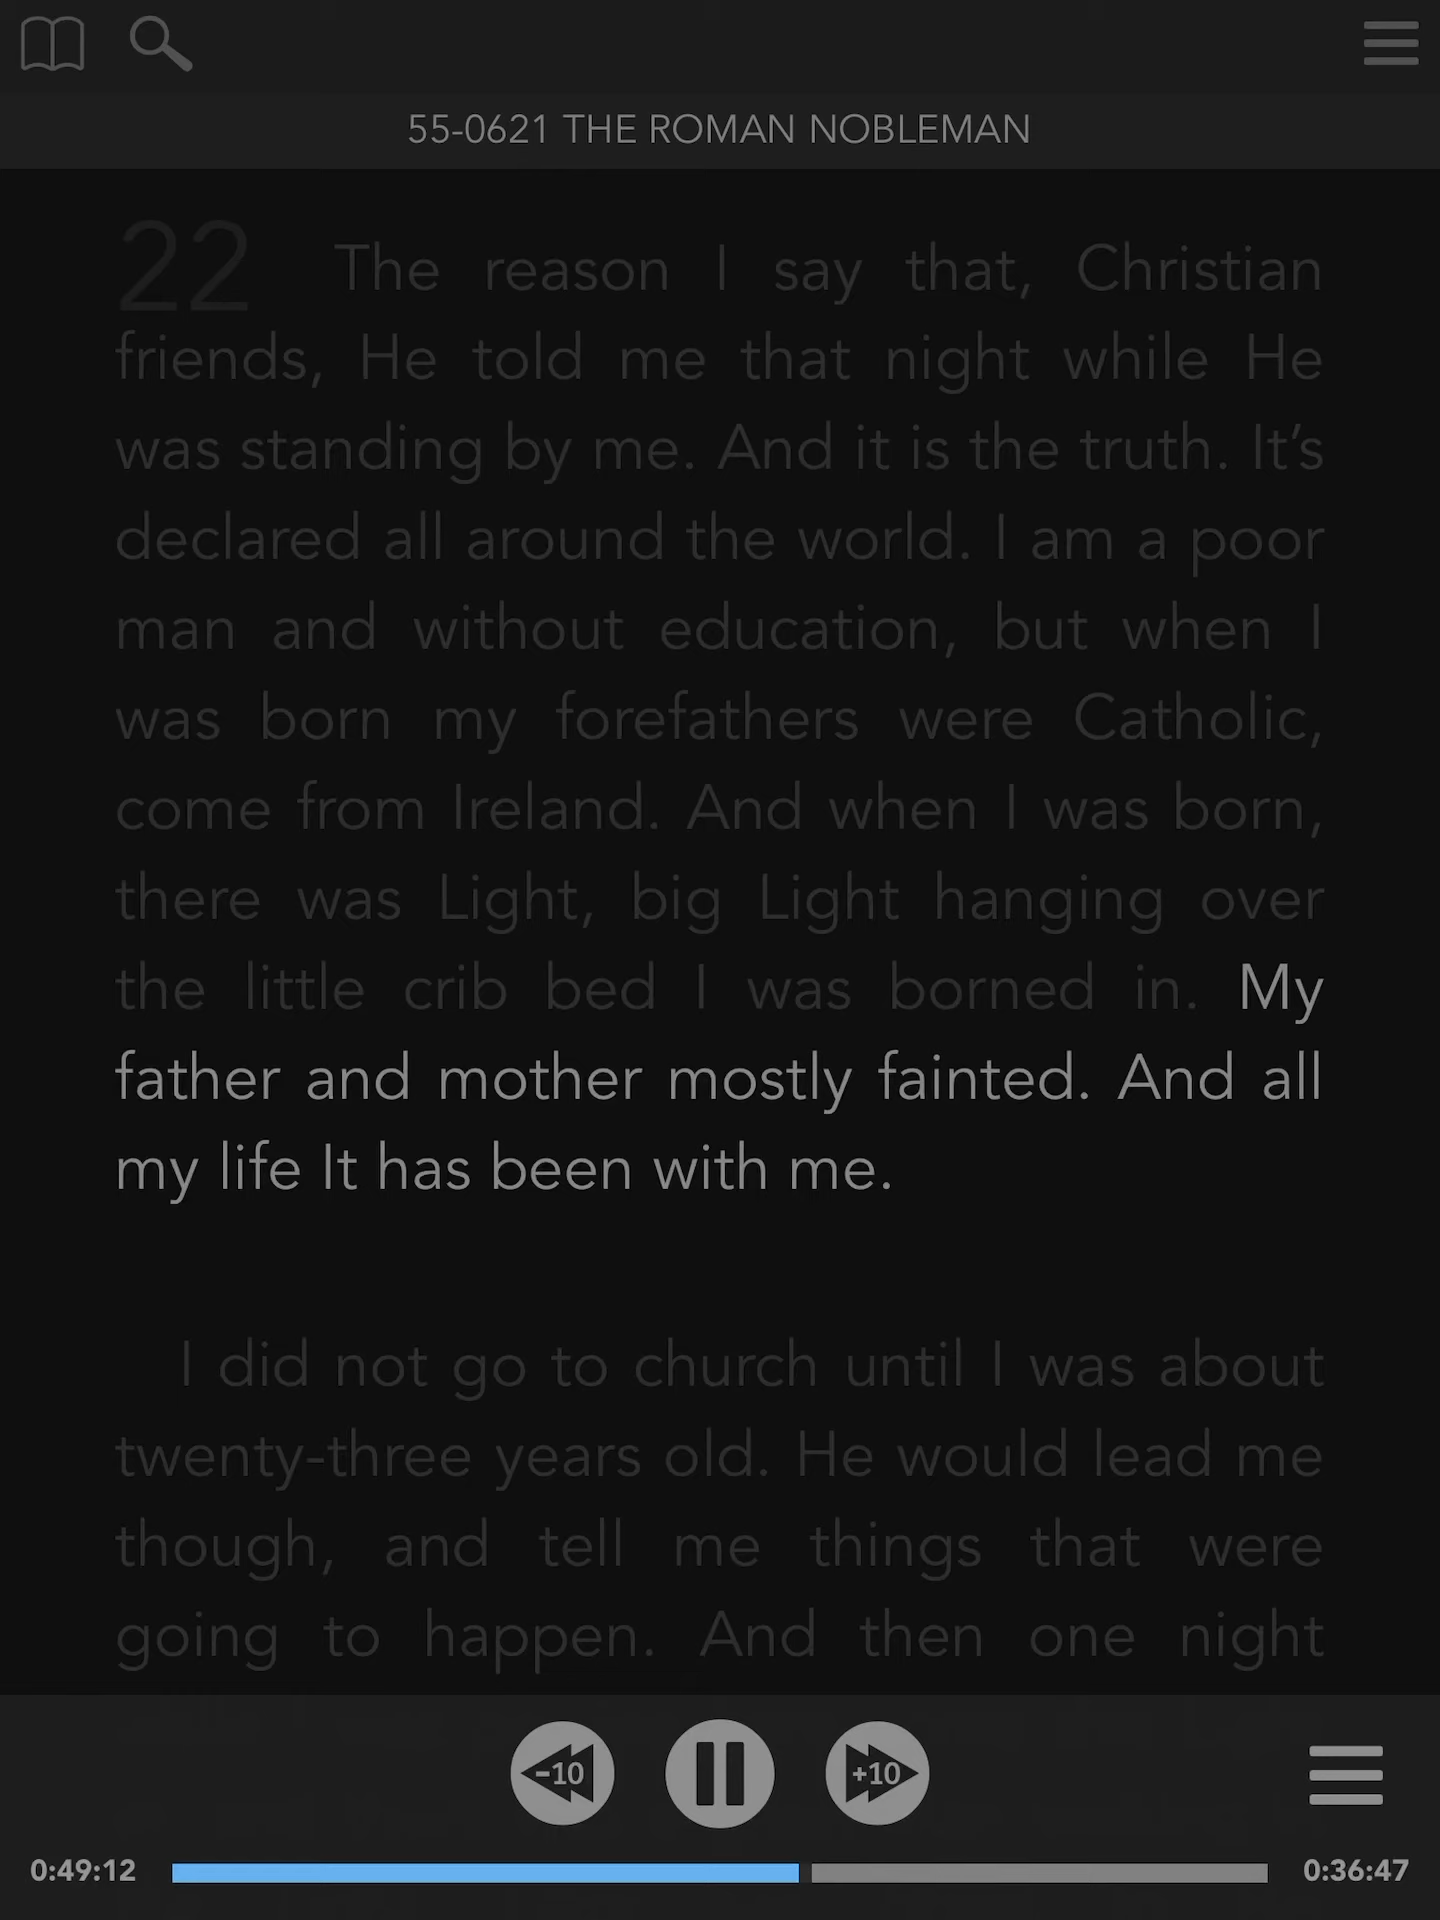 55-0621 THE ROMAN NOBLEMAN
22 The reason I say that, Christian
friends, He told me that night while He
was standing by me. And it is the truth. It’s
declared all around the world. I am a poor
man and without education, but when I
was born my forefathers were Catholic,
come from Ireland. And when I was born,
there was Light, big Light hanging over
the little crib bed I was borned in. My
father and mother mostly fainted. And all
my life It has been with me.
I did not go to church until I was about
twenty-three years old. He would lead me
though, and tell me things that were
going to happen. And then one night
-10 +10
0:49:12 0:36:47